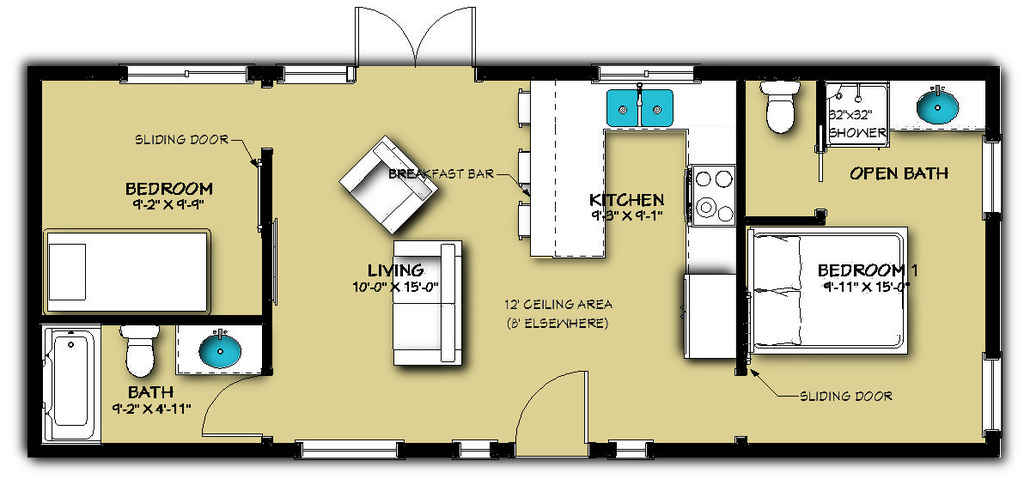 SLIDING DOOR
BEDROOM
9'-2" X 9'-9"
BREAKFAST BAR
KITCHEN
9'-3" X 9'-1"
32"x32"
SHOWER
OPEN BATH
LIVING
10'-0" X 15'-0"
12' CEILING AREA
(8' ELSEWHERE)
BEDROOM 1
9'-11" X 15'-0"
BATH
9'-2" X 4'-11"
SLIDING DOOR